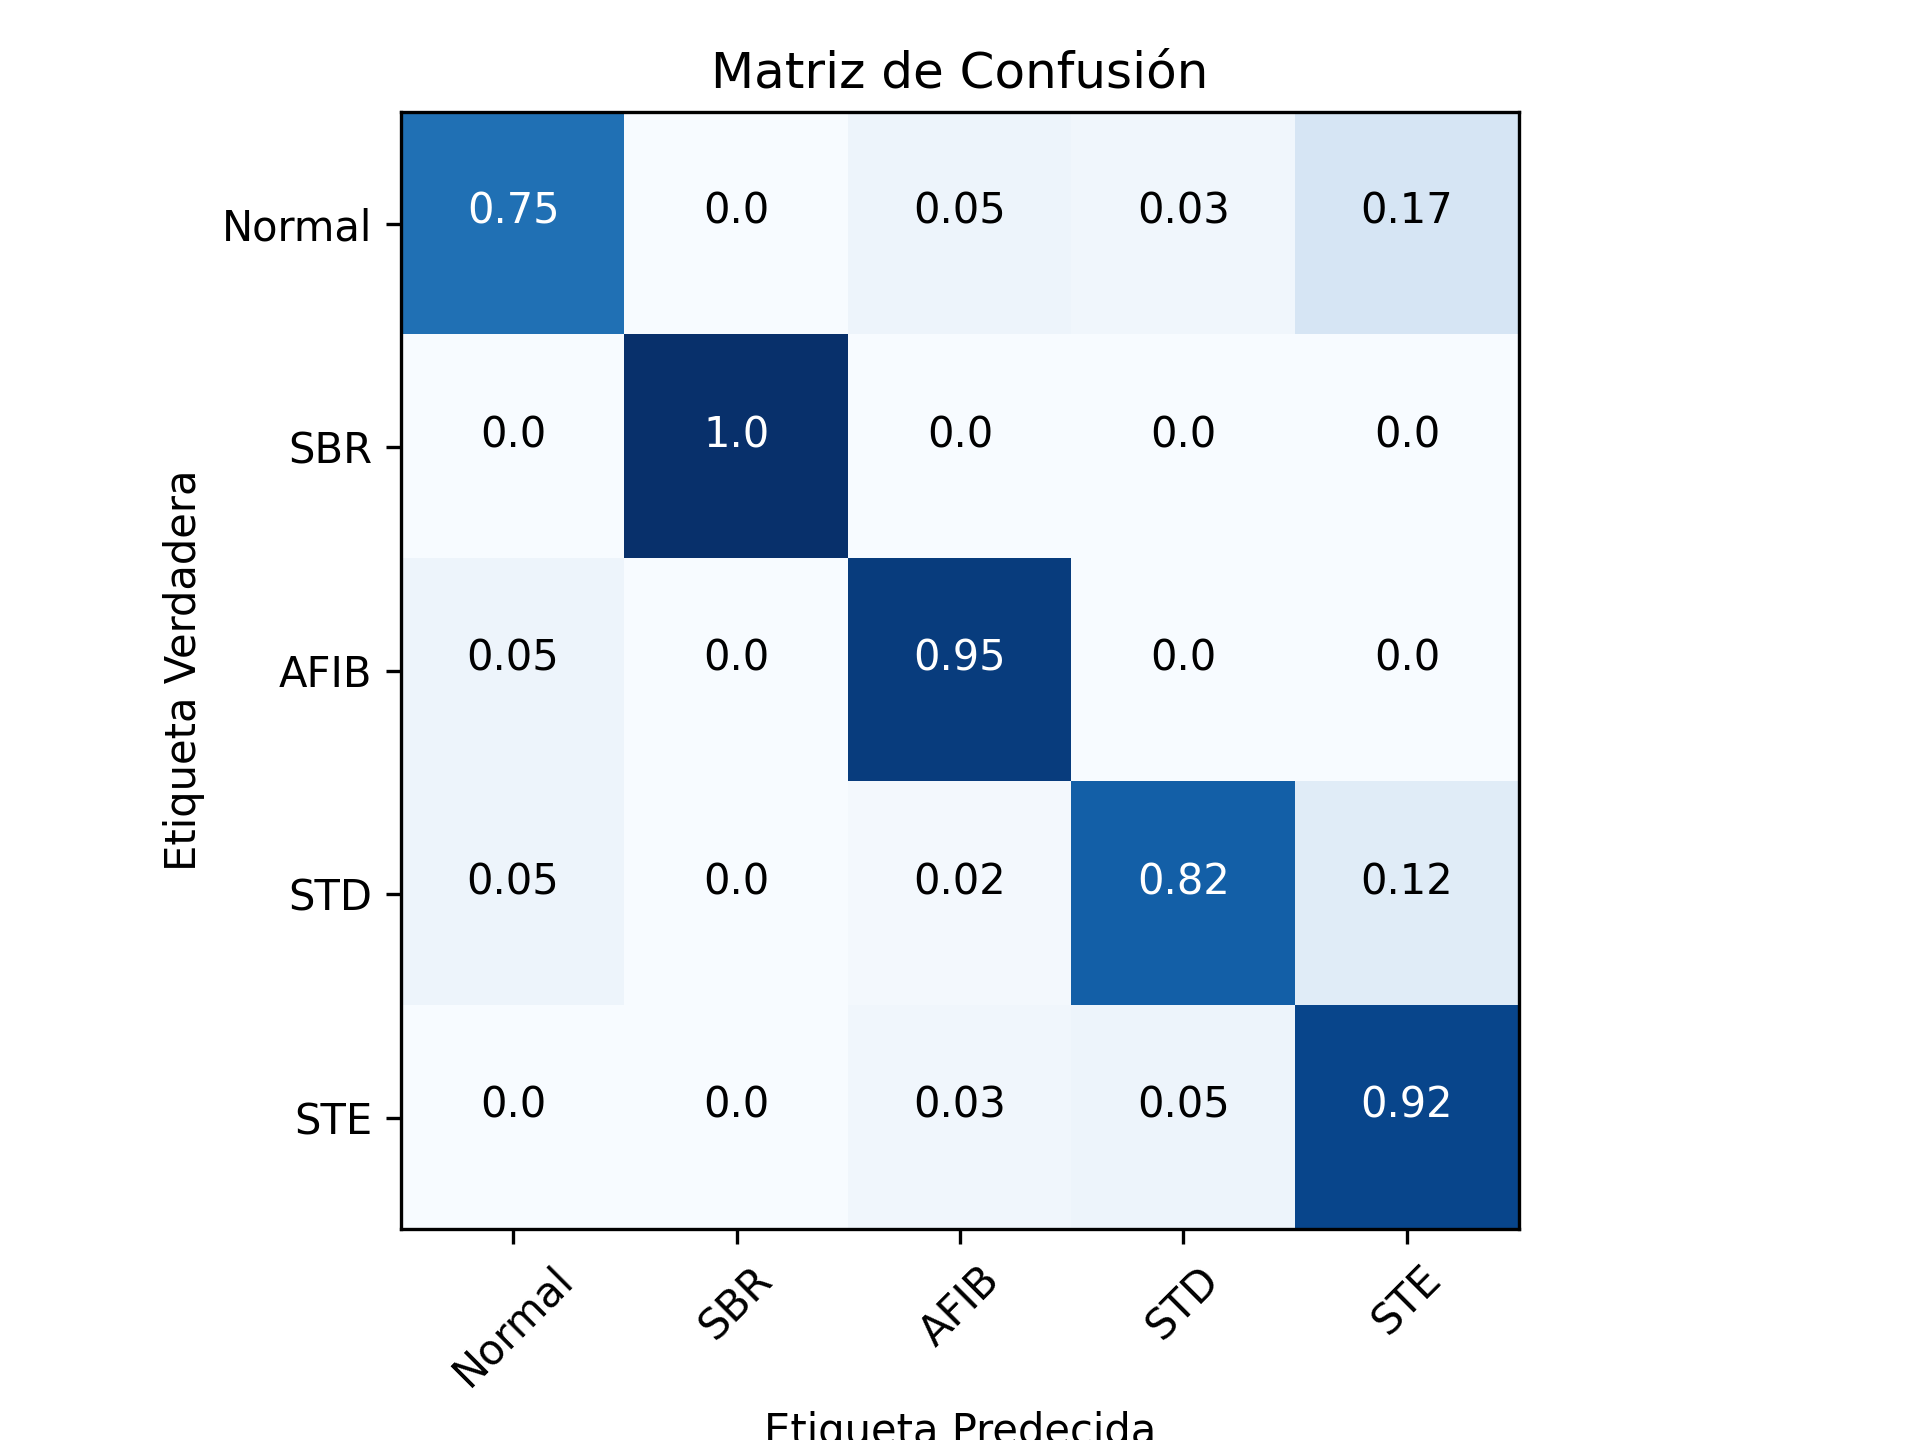 Matriz de Confusión
Normal 0.75 0.0 0.05 0.03 0.17
SBR 0.0 1.0 0.0 0.0 0.0
AFIB 0.05 0.0 0.95 0.0 0.0
STD 0.05 0.0 0.02 0.82 0.12
STE 0.0 0.0 0.03 0.05 0.92
Etiqueta Verdadera
Normal SBR AFIB STD STE
Etiqueta Predecida